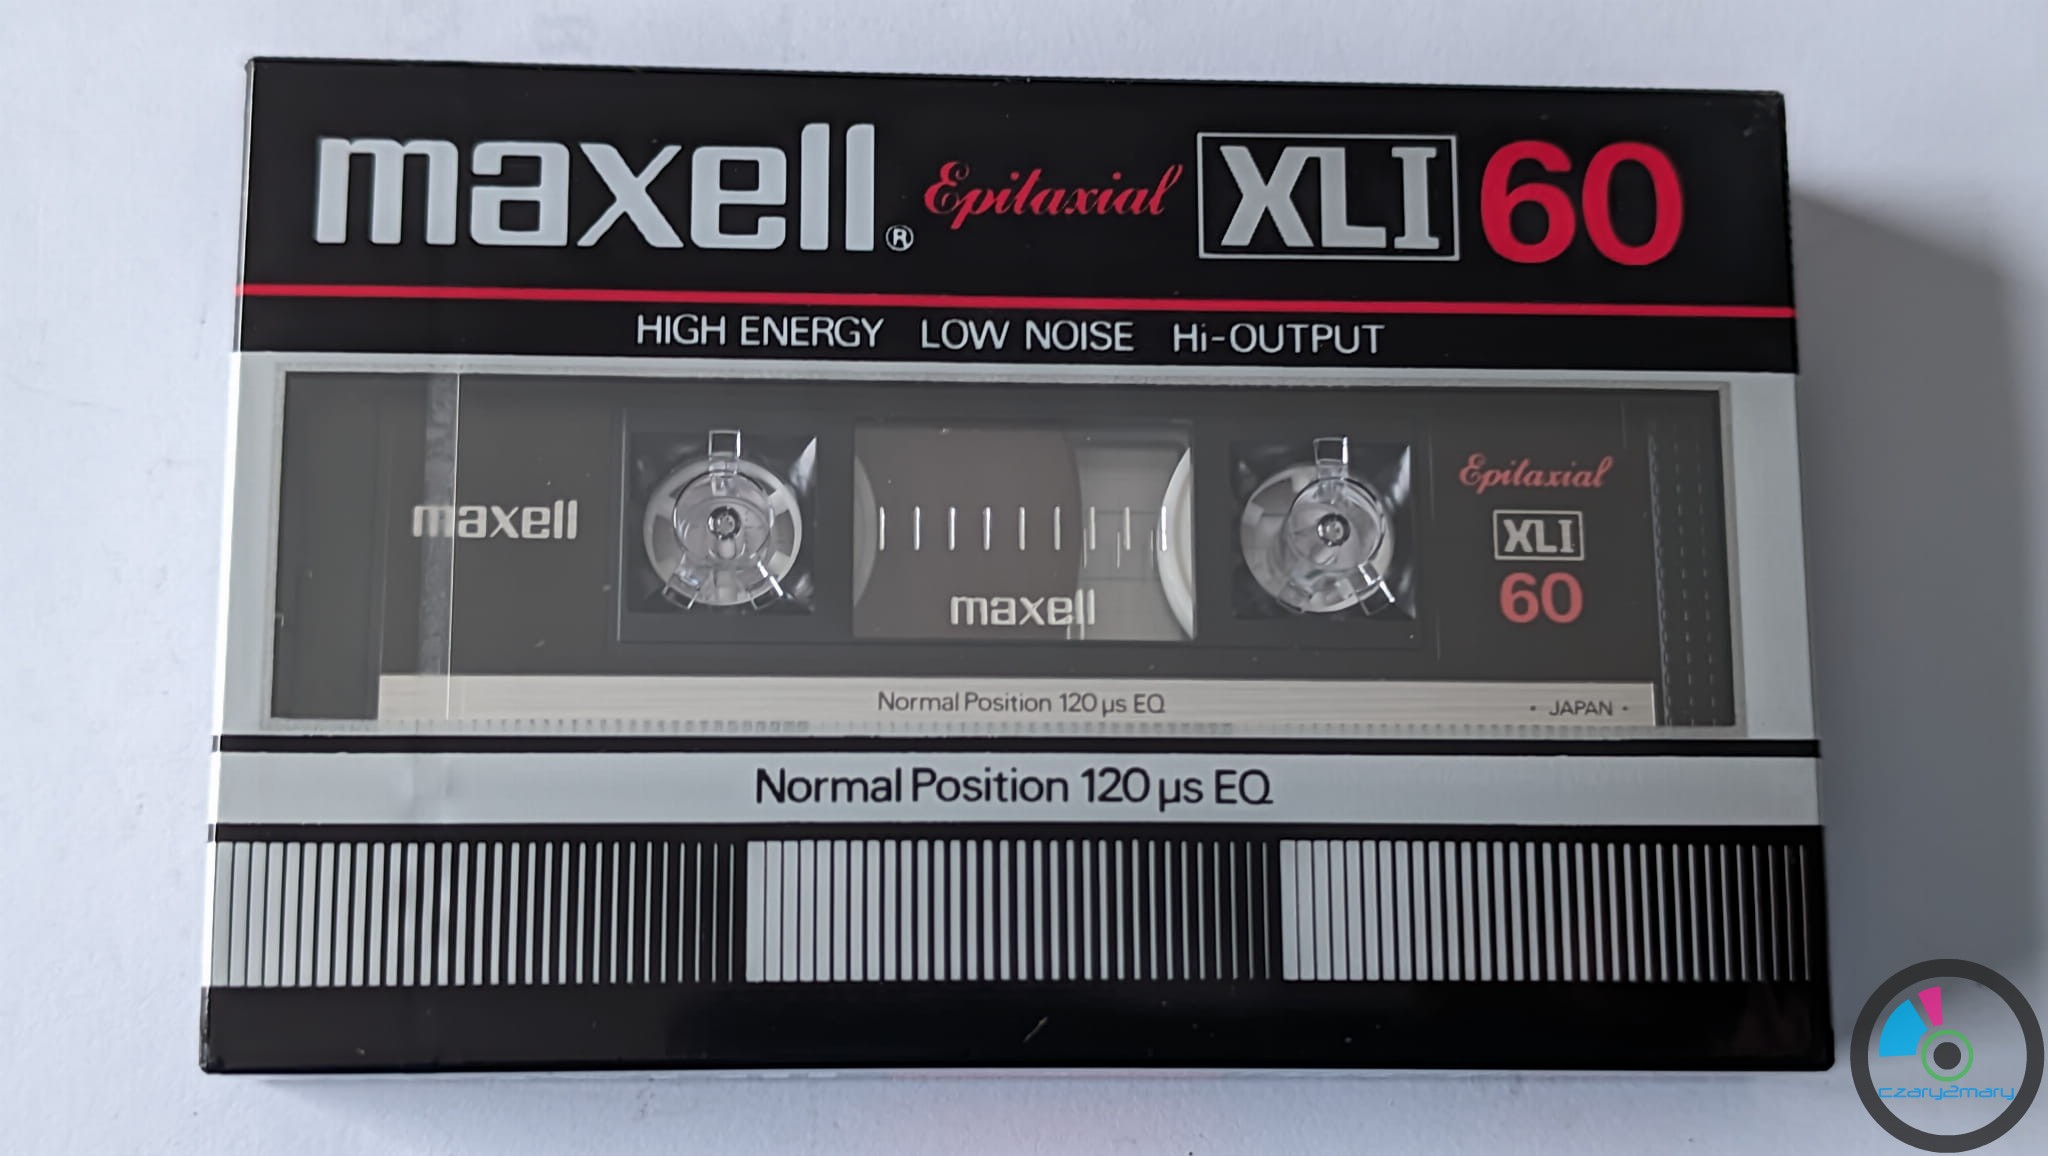 maxell® Epitaxial XLI 60
HIGH ENERGY LOW NOISE Hi-OUTPUT
maxell
maxell
Epitaxial
XLI
60
Normal Position 120 µs EQ
· JAPAN ·
Normal Position 120 µs EQ
czary2mary